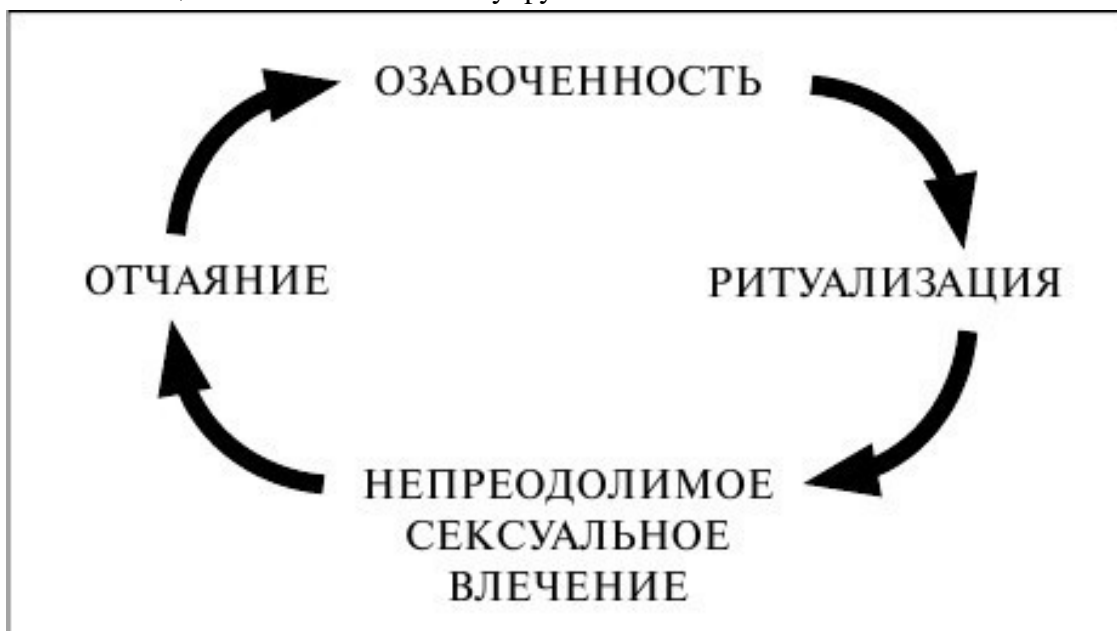 ОЗАБОЧЕННОСТЬ
ОТЧАЯНИЕ
РИТУАЛИЗАЦИЯ
НЕПРЕОДОЛИМОЕ
СЕКСУАЛЬНОЕ
ВЛЕЧЕНИЕ